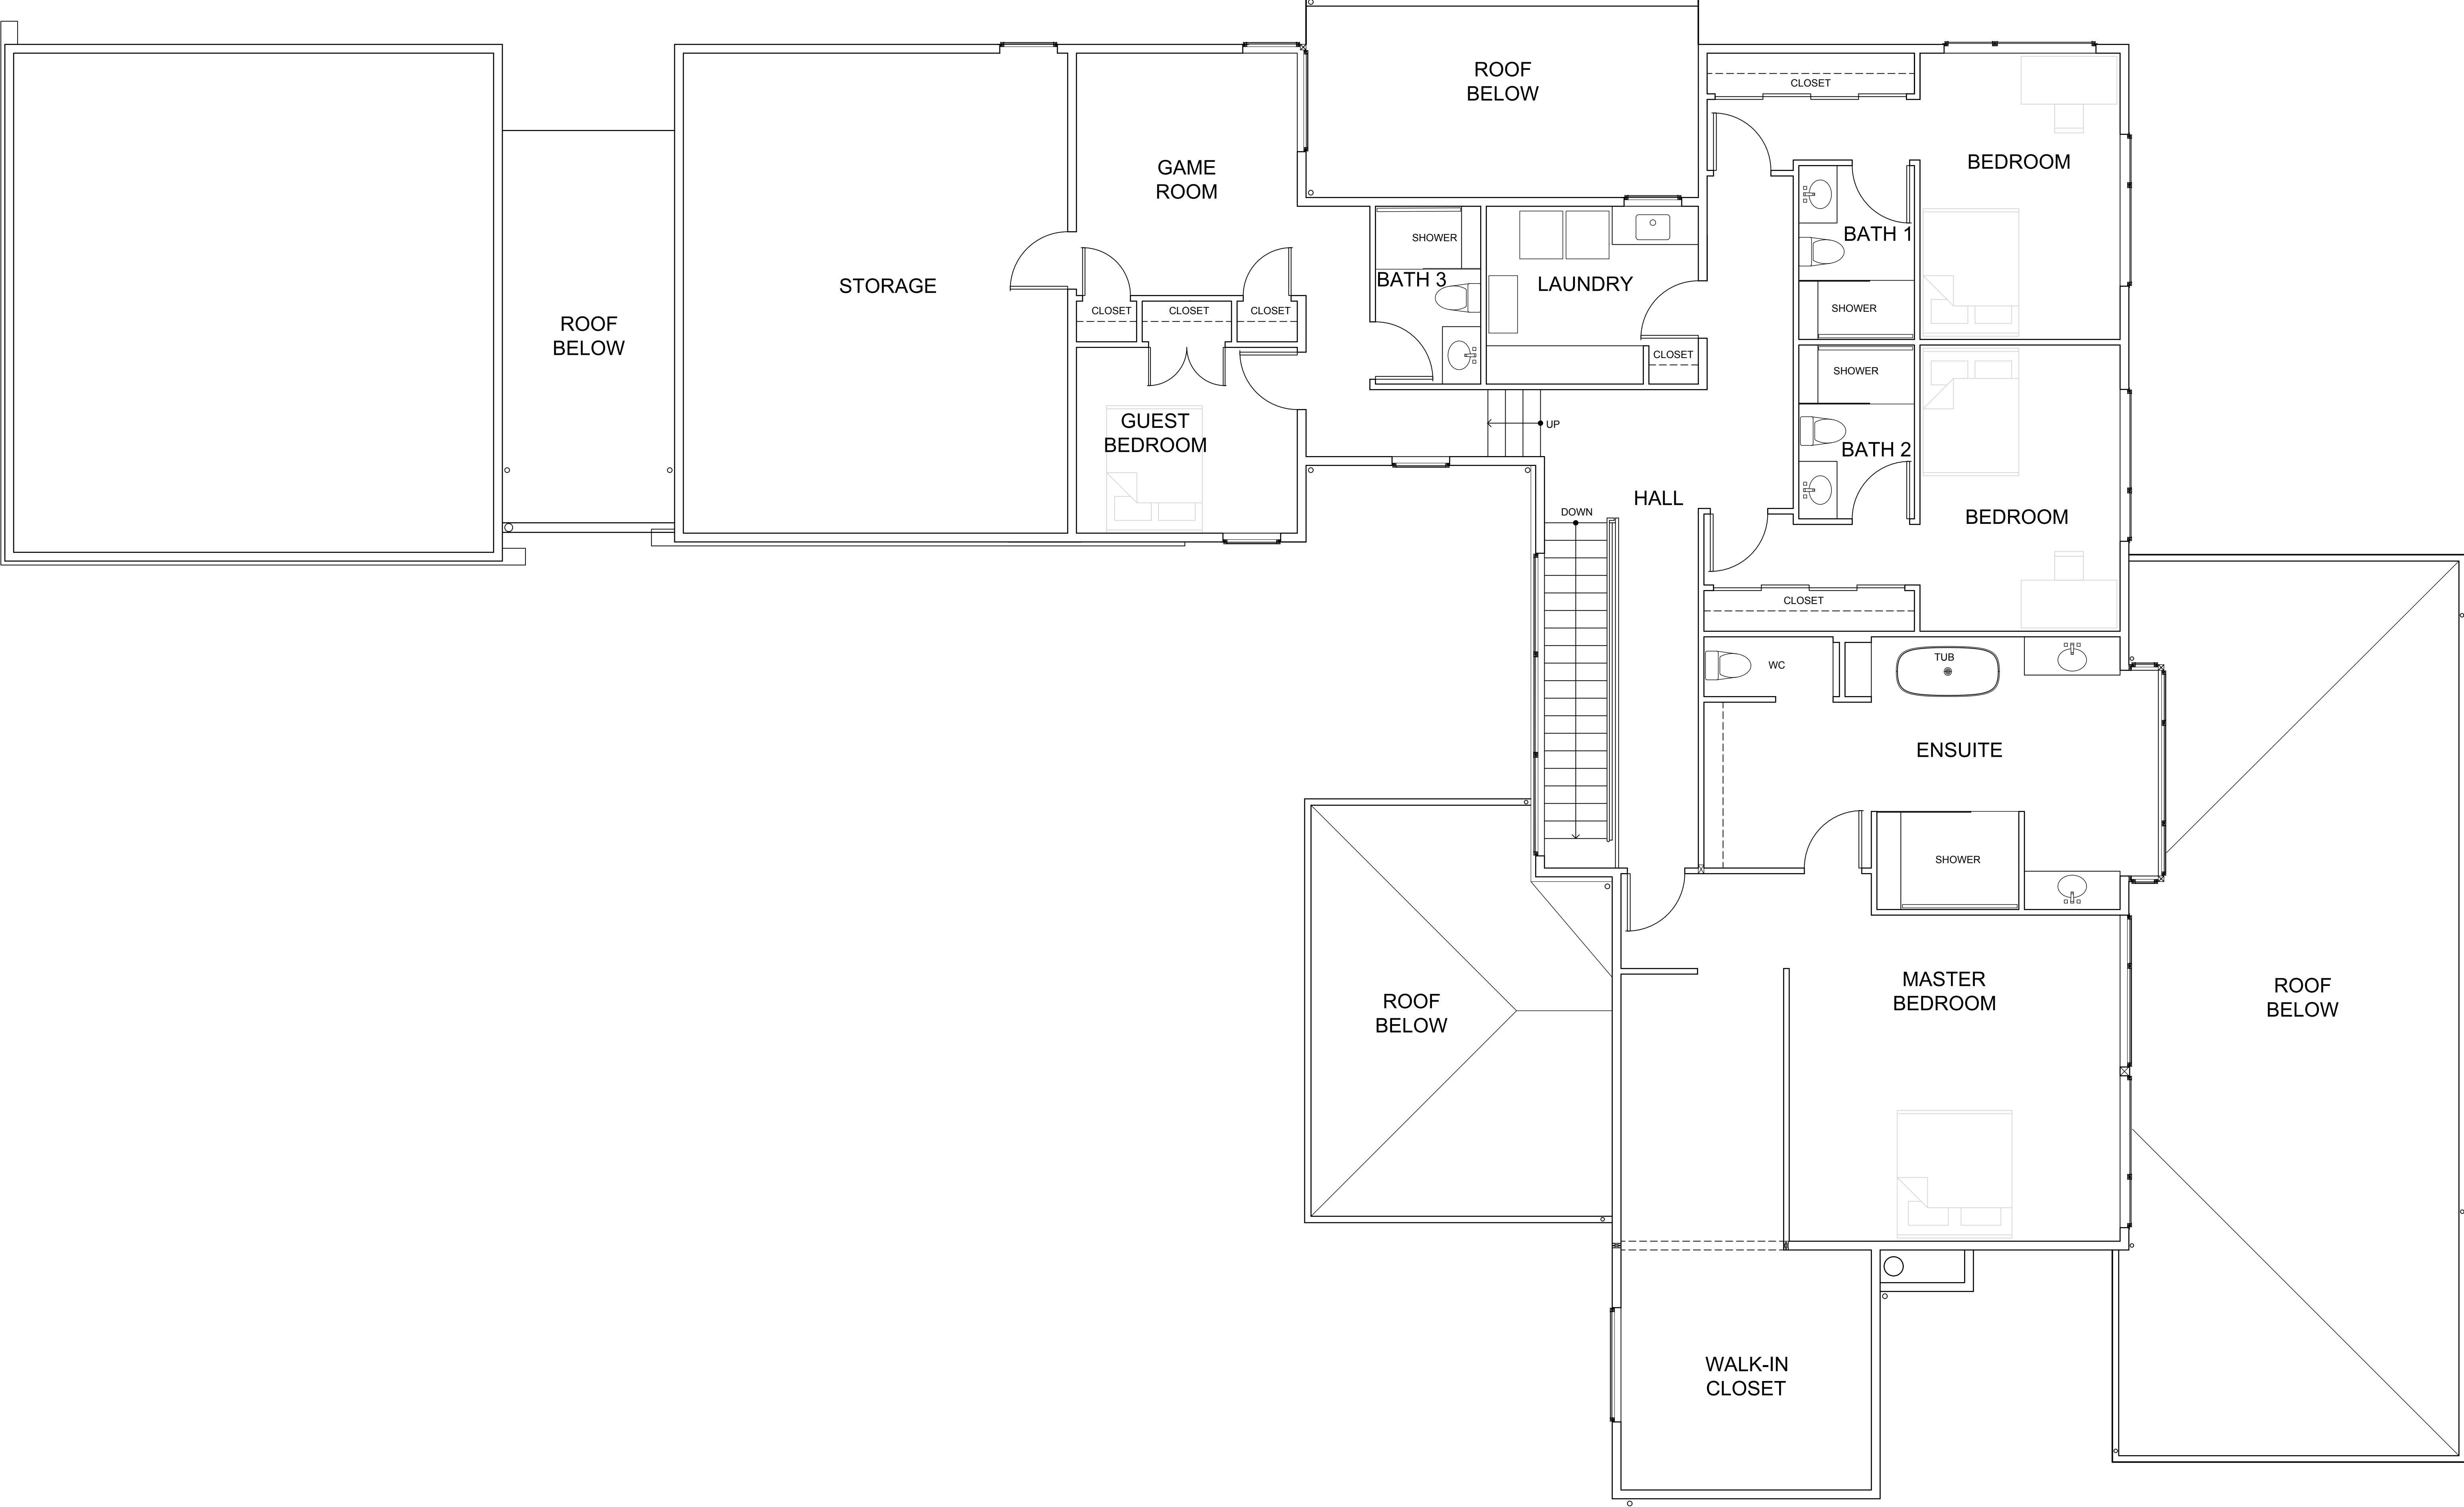 ROOF
BELOW
CLOSET
GAME
ROOM
BEDROOM
SHOWER
BATH 1
BATH 3
LAUNDRY
STORAGE
CLOSET
CLOSET
CLOSET
SHOWER
ROOF
BELOW
CLOSET
SHOWER
GUEST
BEDROOM
UP
BATH 2
HALL
DOWN
BEDROOM
CLOSET
WC
TUB
ENSUITE
SHOWER
MASTER
BEDROOM
ROOF
BELOW
ROOF
BELOW
WALK-IN
CLOSET